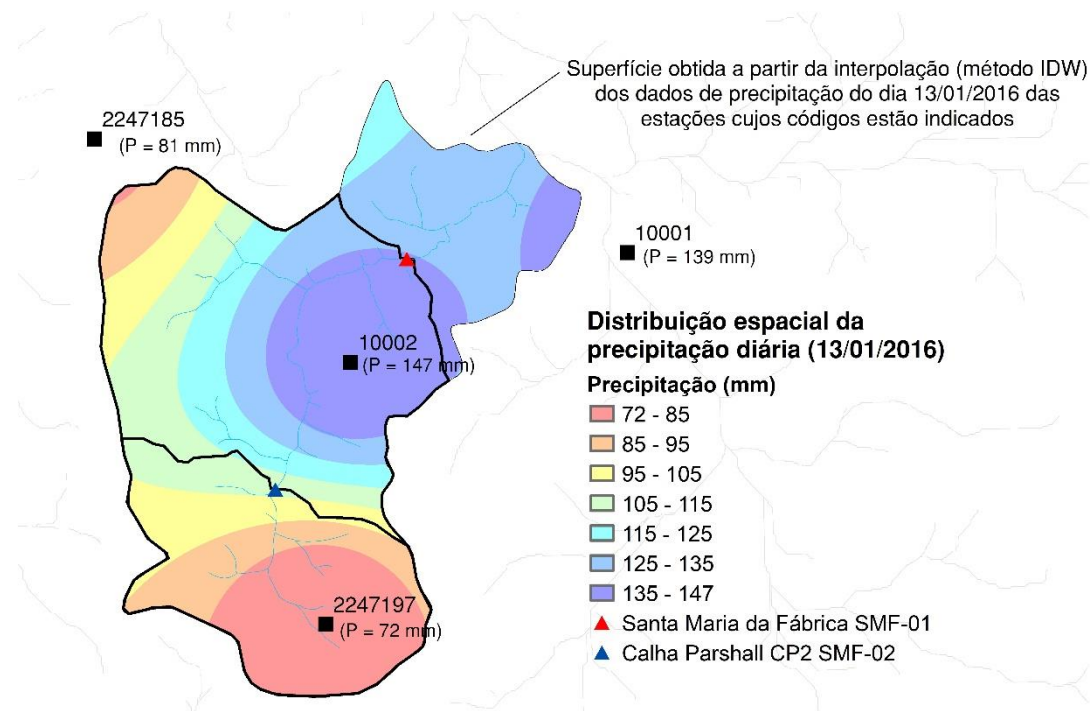 Superfície obtida a partir da interpolação (método IDW)
dos dados de precipitação do dia 13/01/2016 das
estações cujos códigos estão indicados
2247185
(P = 81 mm)
10001
(P = 139 mm)
10002
(P = 147 mm)
2247197
(P = 72 mm)
Distribuição espacial da
precipitação diária (13/01/2016)
Precipitação (mm)
72 - 85
85 - 95
95 - 105
105 - 115
115 - 125
125 - 135
135 - 147
Santa Maria da Fábrica SMF-01
Calha Parshall CP2 SMF-02